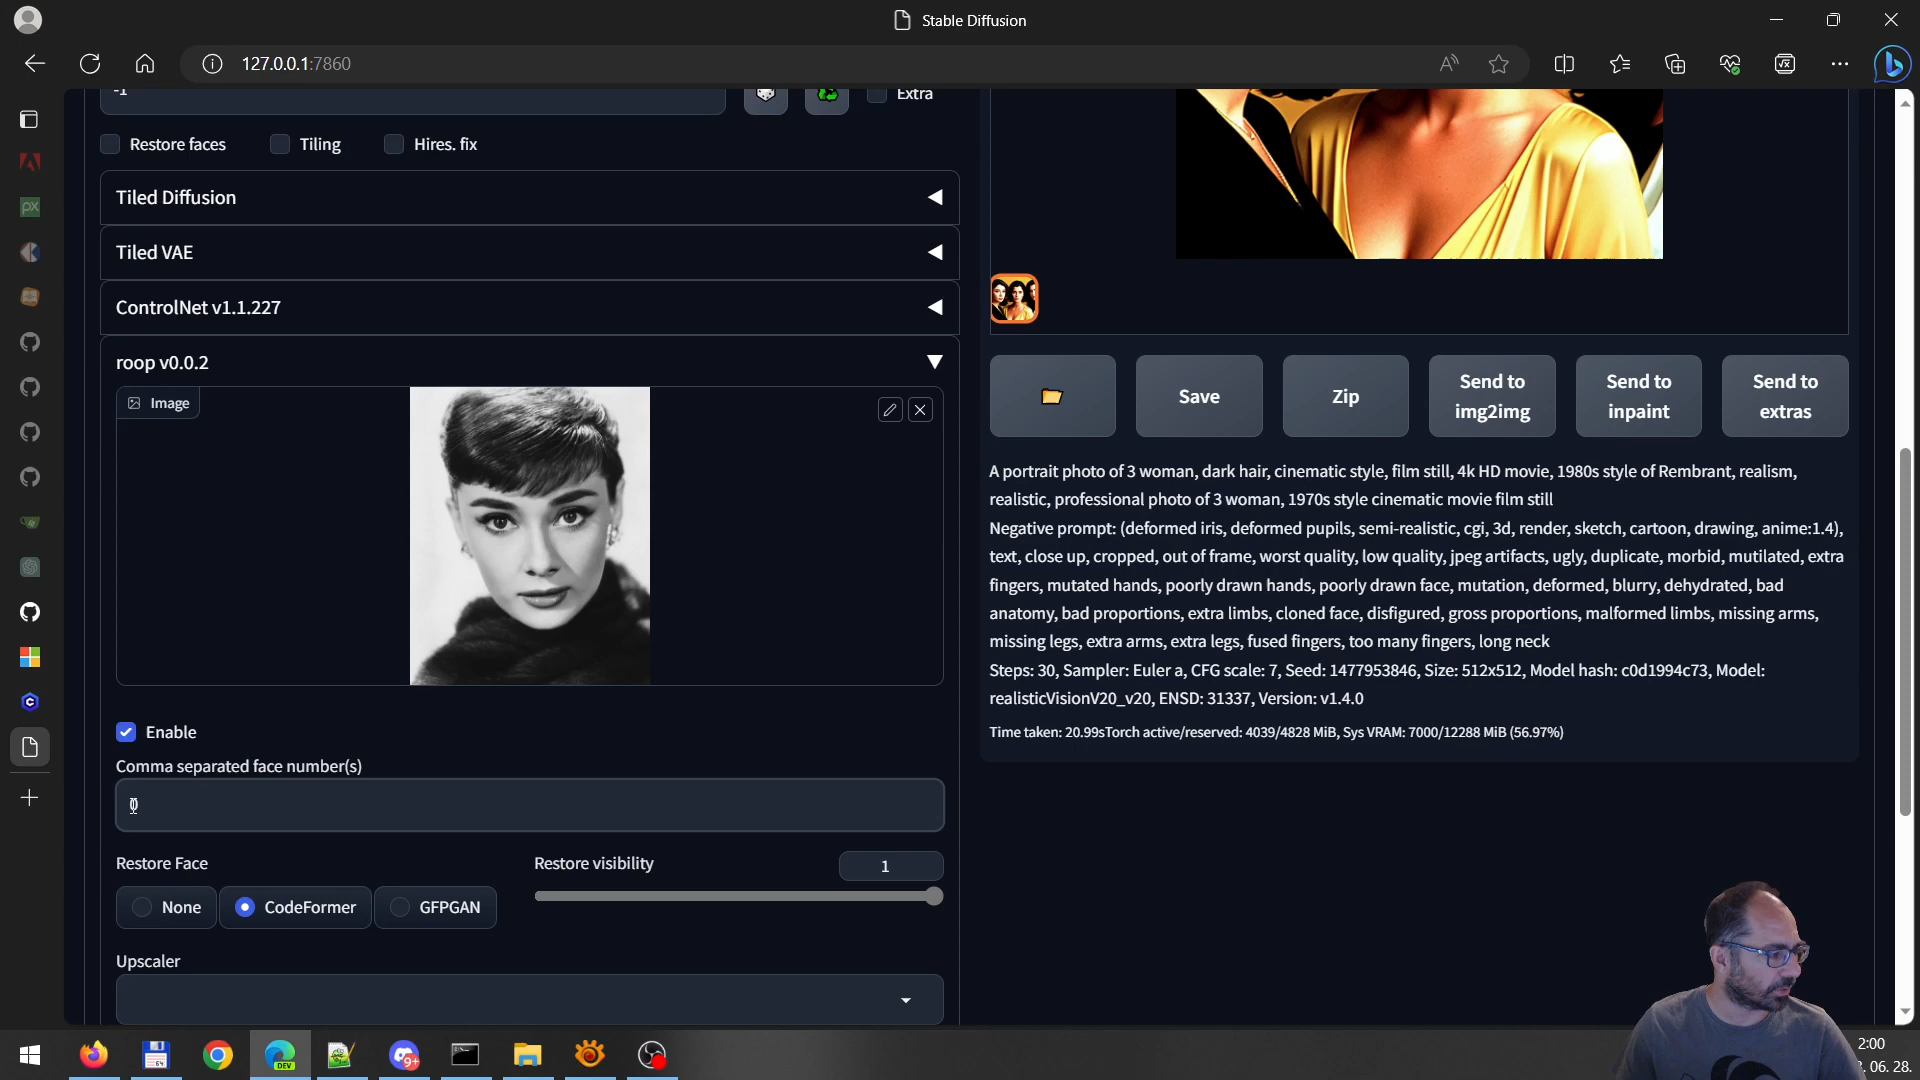 Stable Diffusion
127.0.0.1:7860
-1
Extra
Restore faces
Tiling
Hires. fix
Tiled Diffusion
Tiled VAE
ControlNet v1.1.227
roop v0.0.2
Image
Enable
Comma separated face number(s)
0
Restore Face
Restore visibility
1
None
CodeFormer
GFPGAN
Upscaler
Save
Zip
Send to
img2img
Send to
inpaint
Send to
extras
A portrait photo of 3 woman, dark hair, cinematic style, film still, 4k HD movie, 1980s style of Rembrant, realism,
realistic, professional photo of 3 woman, 1970s style cinematic movie film still
Negative prompt: (deformed iris, deformed pupils, semi-realistic, cgi, 3d, render, sketch, cartoon, drawing, anime:1.4),
text, close up, cropped, out of frame, worst quality, low quality, jpeg artifacts, ugly, duplicate, morbid, mutilated, extra
fingers, mutated hands, poorly drawn hands, poorly drawn face, mutation, deformed, blurry, dehydrated, bad
anatomy, bad proportions, extra limbs, cloned face, disfigured, gross proportions, malformed limbs, missing arms,
missing legs, extra arms, extra legs, fused fingers, too many fingers, long neck
Steps: 30, Sampler: Euler a, CFG scale: 7, Seed: 1477953846, Size: 512x512, Model hash: c0d1994c73, Model:
realisticVisionV20_v20, ENSD: 31337, Version: v1.4.0
Time taken: 20.99sTorch active/reserved: 4039/4828 MiB, Sys VRAM: 7000/12288 MiB (56.97%)
PX
64
DEV
9+
2:00
. 06. 28.